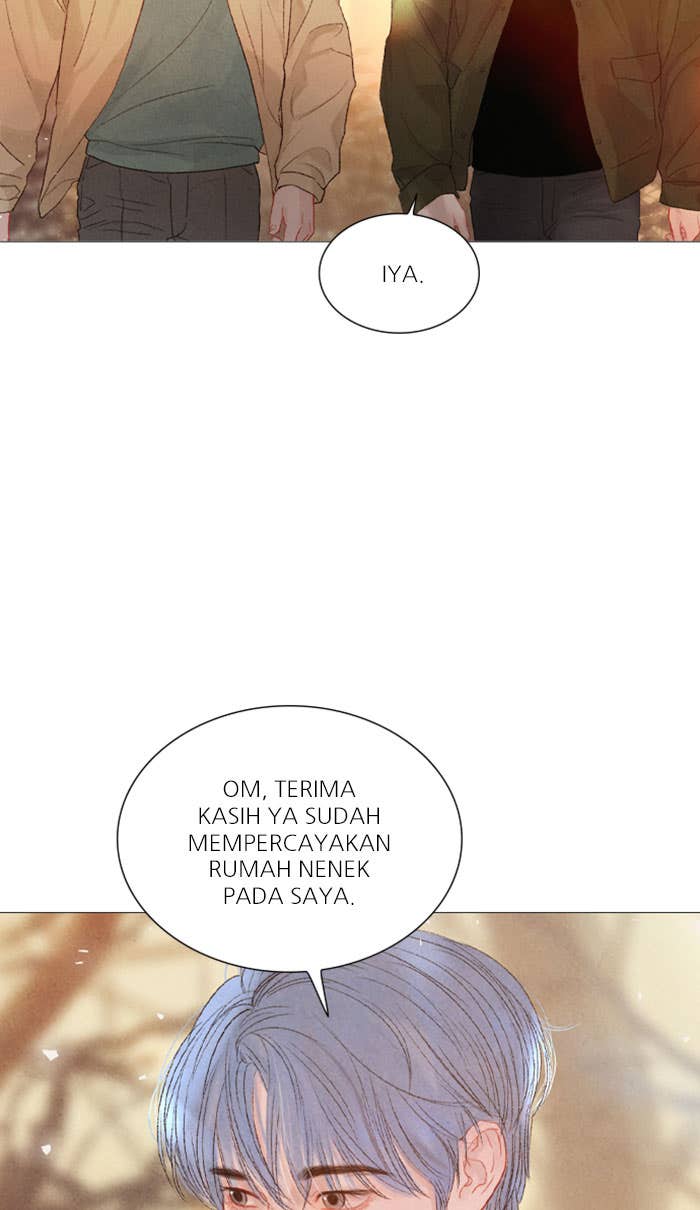 IYA.
OM, TERIMA
KASIH YA SUDAH
MEMPERCAYAKAN
RUMAH NENEK
PADA SAYA.